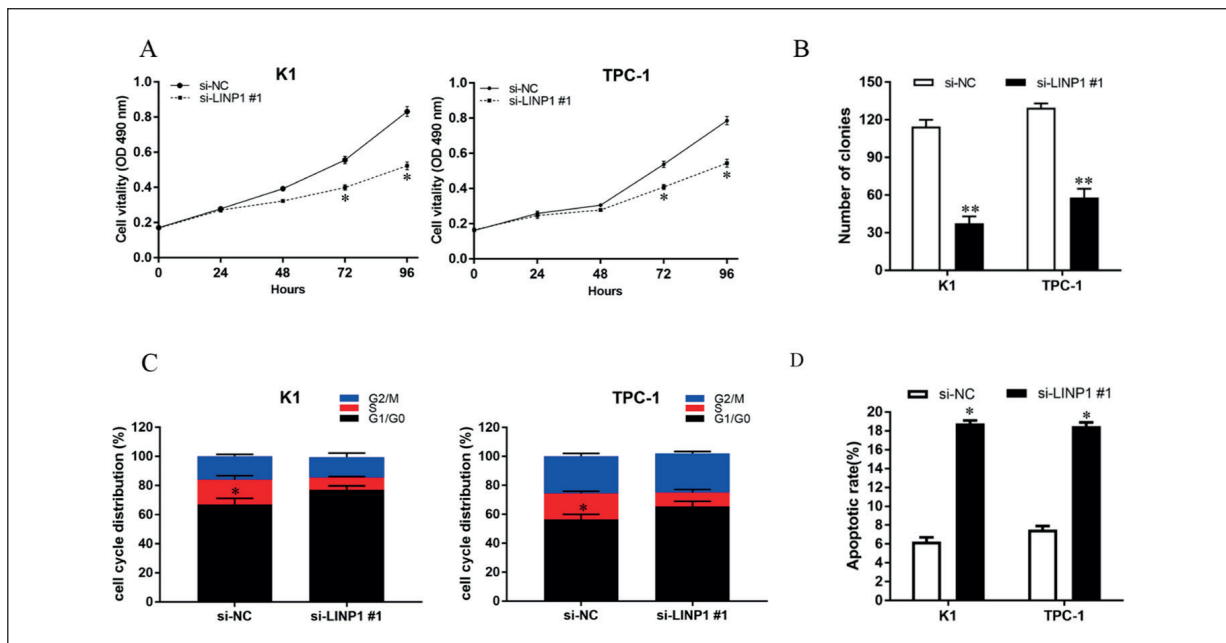 A
K1
si-NC
si-LINP1 #1
Cell vitality (OD 490 nm)
1.0
0.8
0.6
0.4
0.2
0.0
*
*
0 24 48 72 96
Hours
TPC-1
si-NC
si-LINP1 #1
Cell vitality (OD 490 nm)
1.0
0.8
0.6
0.4
0.2
0.0
*
*
0 24 48 72 96
Hours
B
si-NC si-LINP1 #1
Number of clonies
150
120
90
60
30
0
**
**
K1 TPC-1
C
K1
G2/M
S
G1/G0
cell cycle distribution (%)
120
100
80
60
40
20
0
*
si-NC si-LINP1 #1
TPC-1
G2/M
S
G1/G0
cell cycle distribution (%)
120
100
80
60
40
20
0
*
si-NC si-LINP1 #1
D
si-NC si-LINP1 #1
Apoptotic rate(%)
20
18
16
14
12
10
8
6
4
2
0
*
*
K1 TPC-1